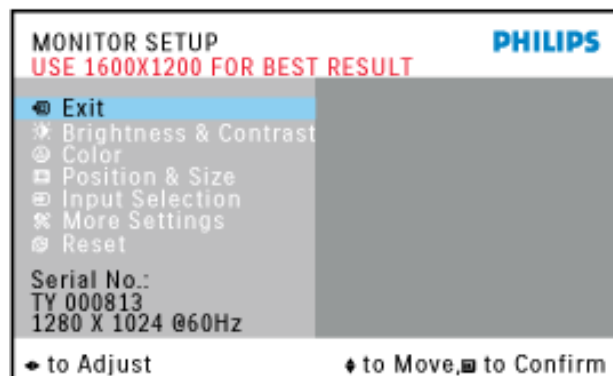 MONITOR SETUP
PHILIPS
USE 1600X1200 FOR BEST RESULT
Exit
Brightness & Contrast
Color
Position & Size
Input Selection
More Settings
Reset
Serial No.:
TY 000813
1280 X 1024 @60Hz
to Adjust
to Move, to Confirm